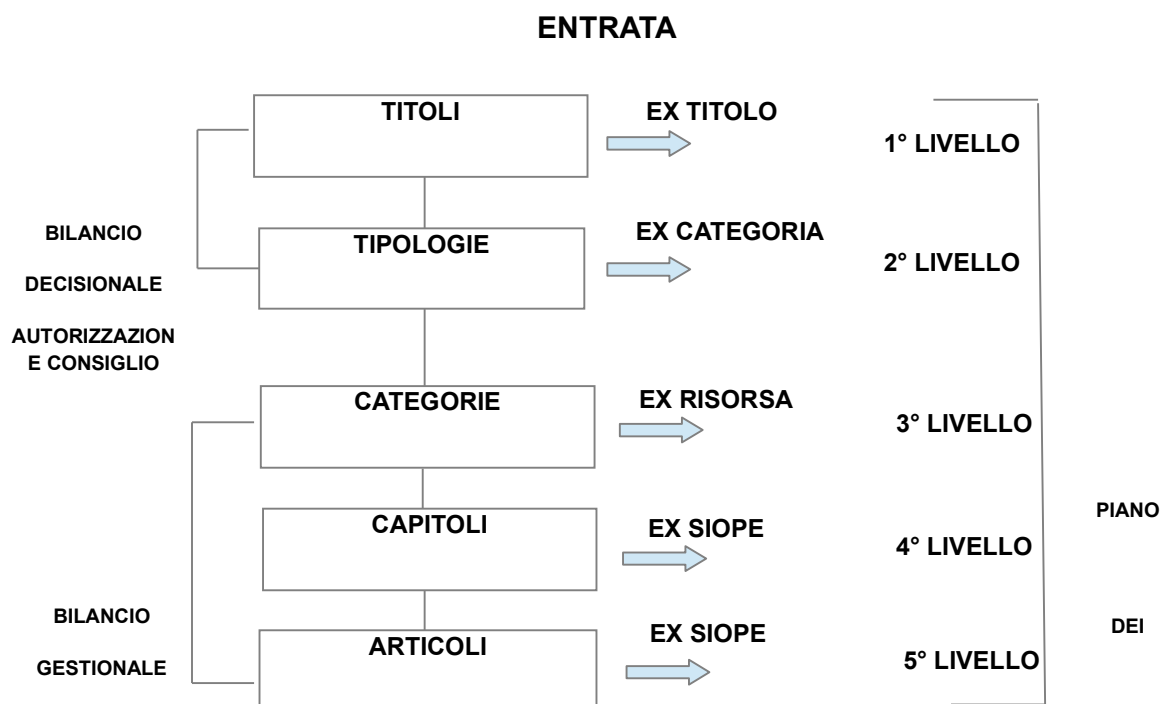 ENTRATA
TITOLI
EX TITOLO
1° LIVELLO
BILANCIO
DECISIONALE
AUTORIZZAZION
E CONSIGLIO
TIPOLOGIE
EX CATEGORIA
2° LIVELLO
CATEGORIE
EX RISORSA
3° LIVELLO
CAPITOLI
EX SIOPE
4° LIVELLO
BILANCIO
GESTIONALE
ARTICOLI
EX SIOPE
5° LIVELLO
PIANO
DEI